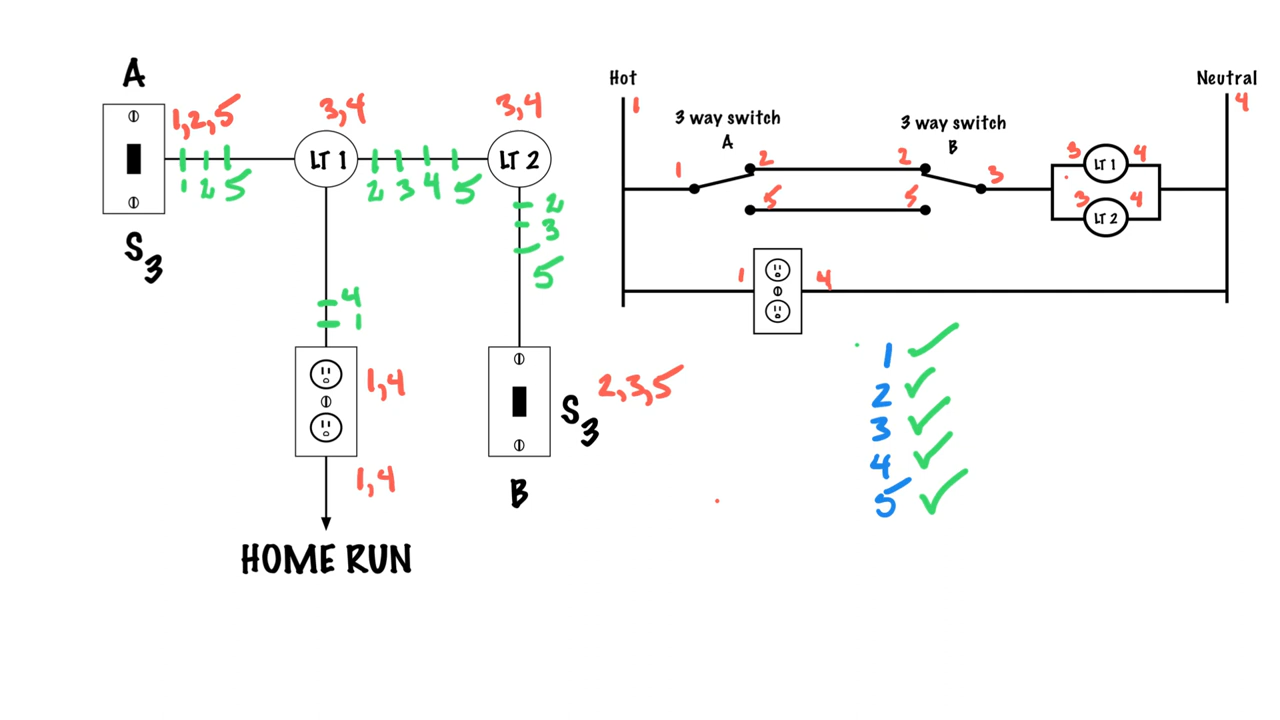 A
1,2,5
1 2 5
S3
LT 1
3,4
2 3 4 5
LT 2
3,4
2
3
5
4
1
1,4
1,4
HOME RUN
S3
2,3,5
B
Hot
1
Neutral
4
3 way switch
A
3 way switch
B
1
2
2
3
5
5
3 LT 1 4
3 LT 2 4
1
4
1
2
3
4
5